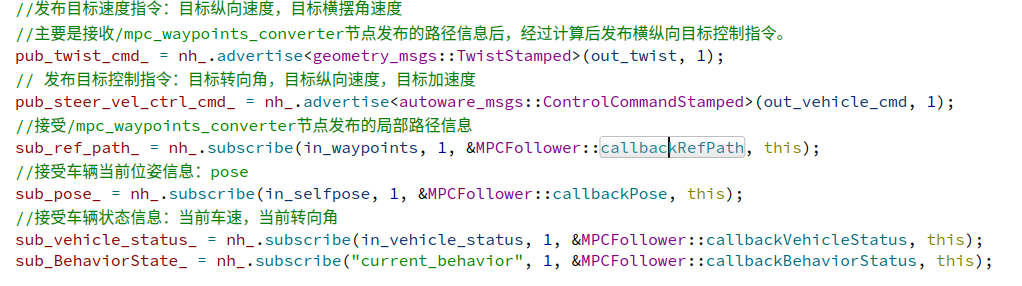 //发布目标速度指令：目标纵向速度，目标横摆角速度
//主要是接收/mpc_waypoints_converter节点发布的路径信息后，经过计算后发布横纵向目标控制指令。
pub_twist_cmd_ = nh_.advertise<geometry_msgs::TwistStamped>(out_twist, 1);
// 发布目标控制指令：目标转向角，目标纵向速度，目标加速度
pub_steer_vel_ctrl_cmd_ = nh_.advertise<autoware_msgs::ControlCommandStamped>(out_vehicle_cmd, 1);
//接受/mpc_waypoints_converter节点发布的局部路径信息
sub_ref_path_ = nh_.subscribe(in_waypoints, 1, &MPCFollower::callbackRefPath, this);
//接受车辆当前位姿信息：pose
sub_pose_ = nh_.subscribe(in_selfpose, 1, &MPCFollower::callbackPose, this);
//接受车辆状态信息：当前车速，当前转向角
sub_vehicle_status_ = nh_.subscribe(in_vehicle_status, 1, &MPCFollower::callbackVehicleStatus, this);
sub_BehaviorState_ = nh_.subscribe("current_behavior", 1, &MPCFollower::callbackBehaviorStatus, this);